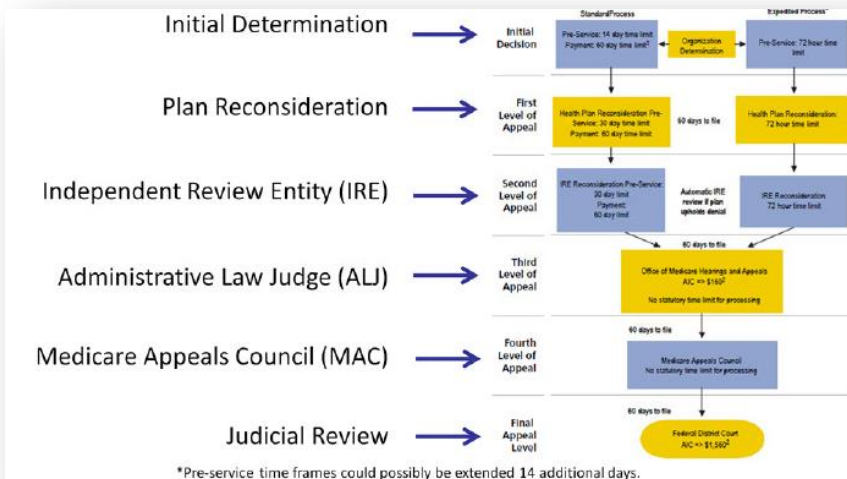 StandardProcess
Expedited Process*
Initial Determination
Initial
Decision
Pre-Service: 14 day time limit
Payment: 60 day time limit¹
Organization
Determination
Pre-Service: 72 hour time
limit
Plan Reconsideration
First
Level of
Appeal
Health Plan Reconsideration Pre-
Service: 30 day time limit
Payment: 60 day time limit
60 days to file
Health Plan Reconsideration:
72 hour time limit
Independent Review Entity (IRE)
Second
Level of
Appeal
IRE Reconsideration Pre-Service:
30 day limit
Payment:
60 day limit
Automatic IRE
review if plan
upholds denial
IRE Reconsideration:
72 hour time limit
60 days to file
Administrative Law Judge (ALJ)
Third
Level of
Appeal
Office of Medicare Hearings and Appeals
AIC => $160²
No statutory time limit for processing
60 days to file
Medicare Appeals Council (MAC)
Fourth
Level of
Appeal
Medicare Appeals Council
No statutory time limit for processing
60 days to file
Judicial Review
Final
Appeal
Level
Federal District Court
AIC => $1,560²
*Pre-service time frames could possibly be extended 14 additional days.